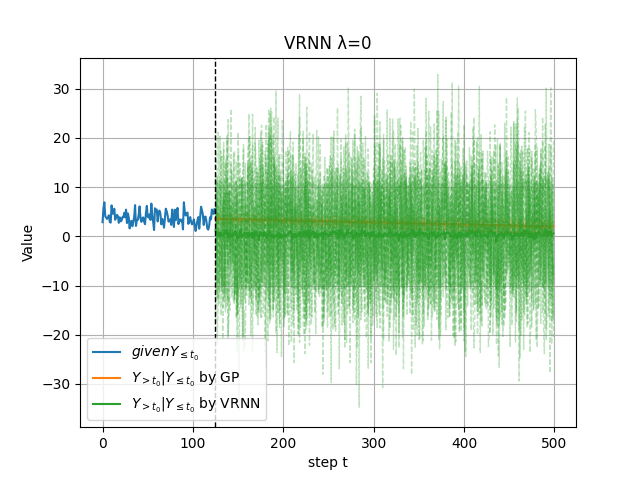 VRNN λ=0
Value
30
20
10
0
−10
−20
−30
given Y≤t₀
Y>t₀|Y≤t₀ by GP
Y>t₀|Y≤t₀ by VRNN
0 100 200 300 400 500
step t